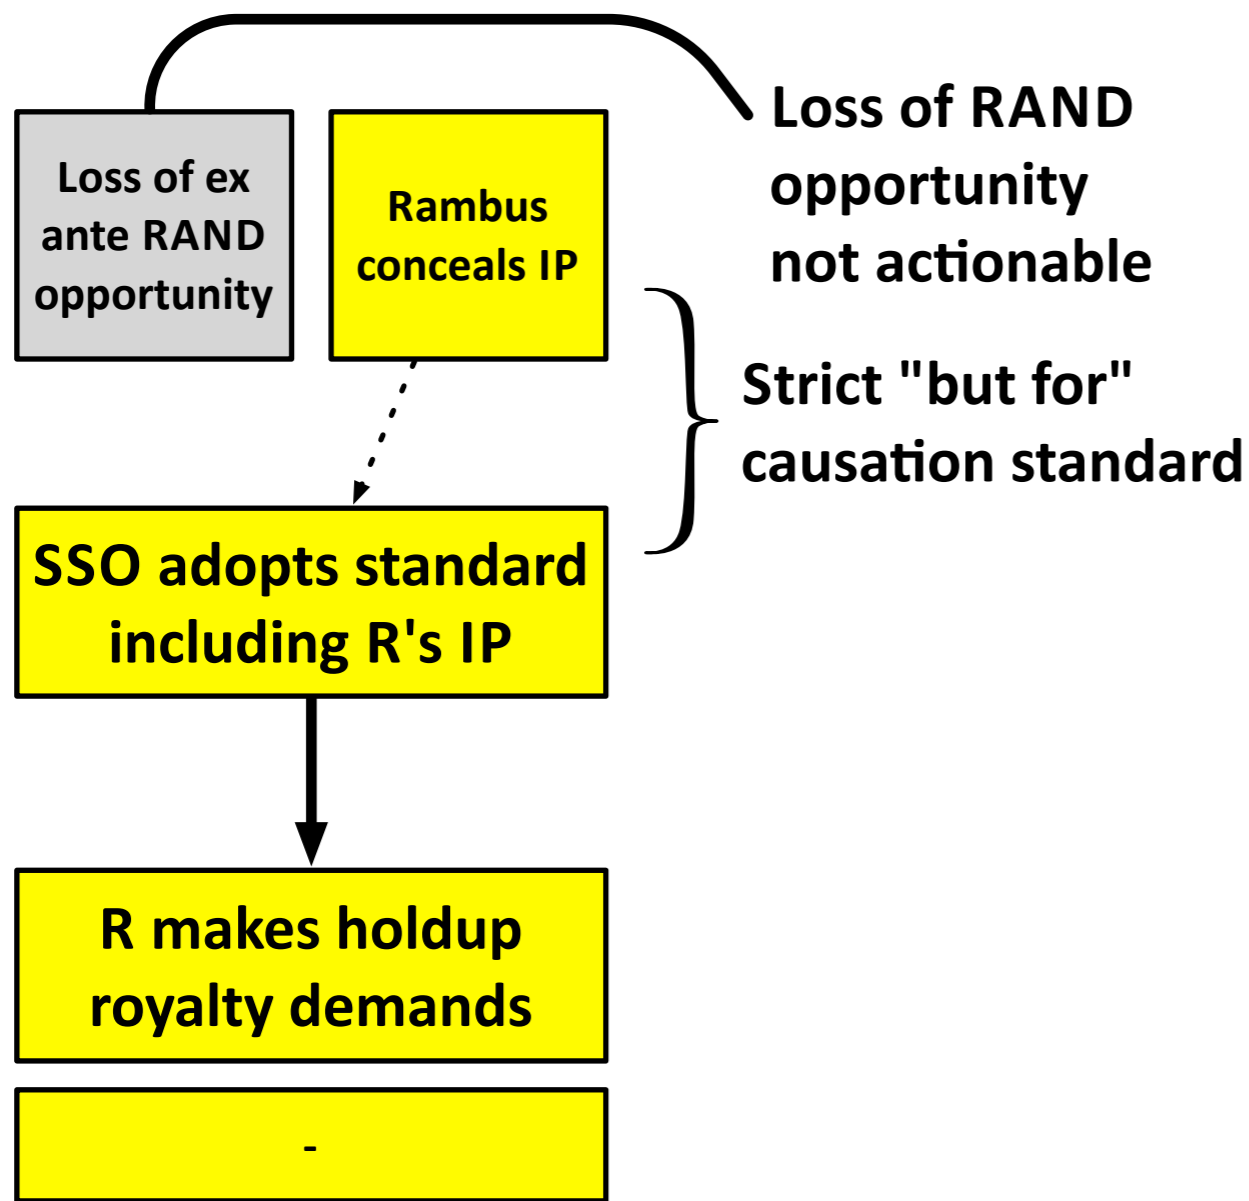 Loss of ex
ante RAND
opportunity
Rambus
conceals IP
Loss of RAND
opportunity
not actionable
Strict "but for"
causation standard
SSO adopts standard
including R's IP
R makes holdup
royalty demands
-